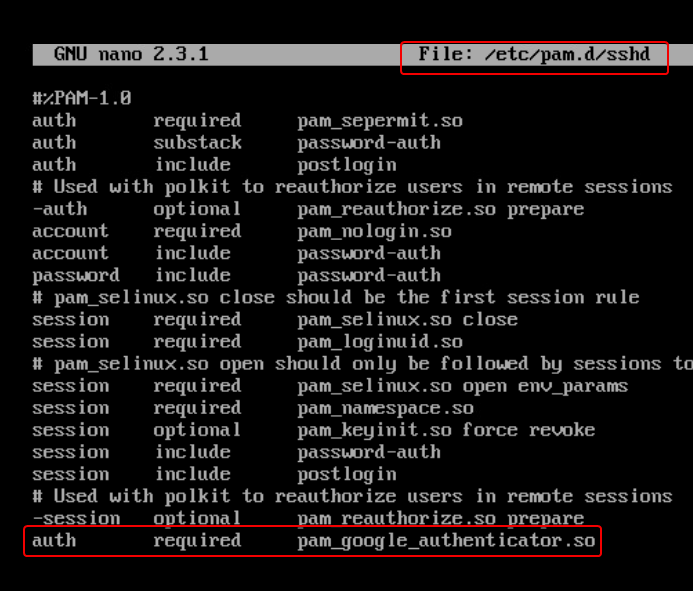 GNU nano 2.3.1 File: /etc/pam.d/sshd
#%PAM-1.0
auth required pam_sepermit.so
auth substack password-auth
auth include postlogin
# Used with polkit to reauthorize users in remote sessions
-auth optional pam_reauthorize.so prepare
account required pam_nologin.so
account include password-auth
password include password-auth
# pam_selinux.so close should be the first session rule
session required pam_selinux.so close
session required pam_loginuid.so
# pam_selinux.so open should only be followed by sessions to
session required pam_selinux.so open env_params
session required pam_namespace.so
session optional pam_keyinit.so force revoke
session include password-auth
session include postlogin
# Used with polkit to reauthorize users in remote sessions
-session optional pam_reauthorize.so prepare
auth required pam_google_authenticator.so